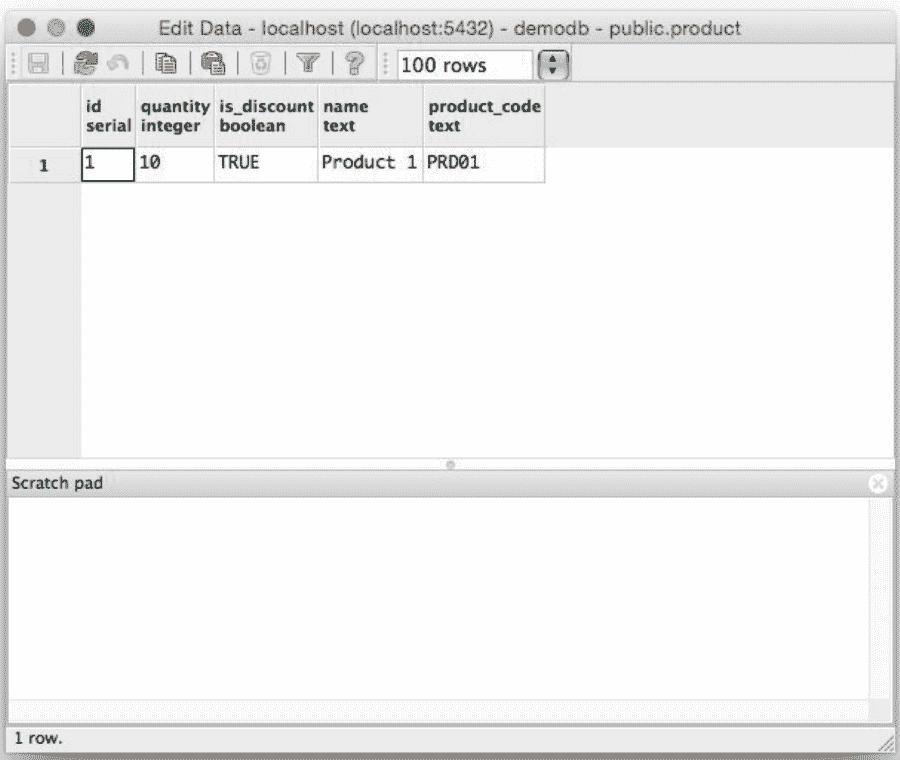 Edit Data - localhost (localhost:5432) - demodb - public.product
100 rows
id quantity is_discount name product_code
serial integer boolean text text
1 1 10 TRUE Product 1 PRD01
Scratch pad
1 row.